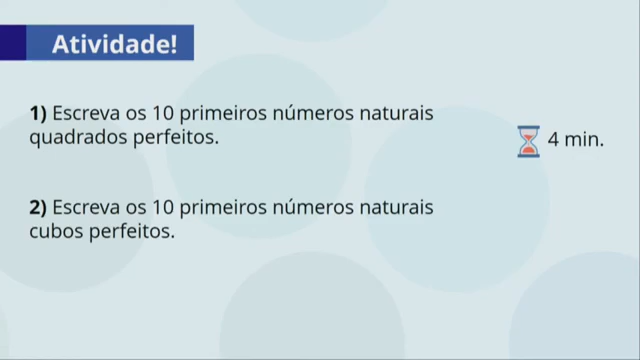 Atividade!
1) Escreva os 10 primeiros números naturais
quadrados perfeitos.
4 min.
2) Escreva os 10 primeiros números naturais
cubos perfeitos.